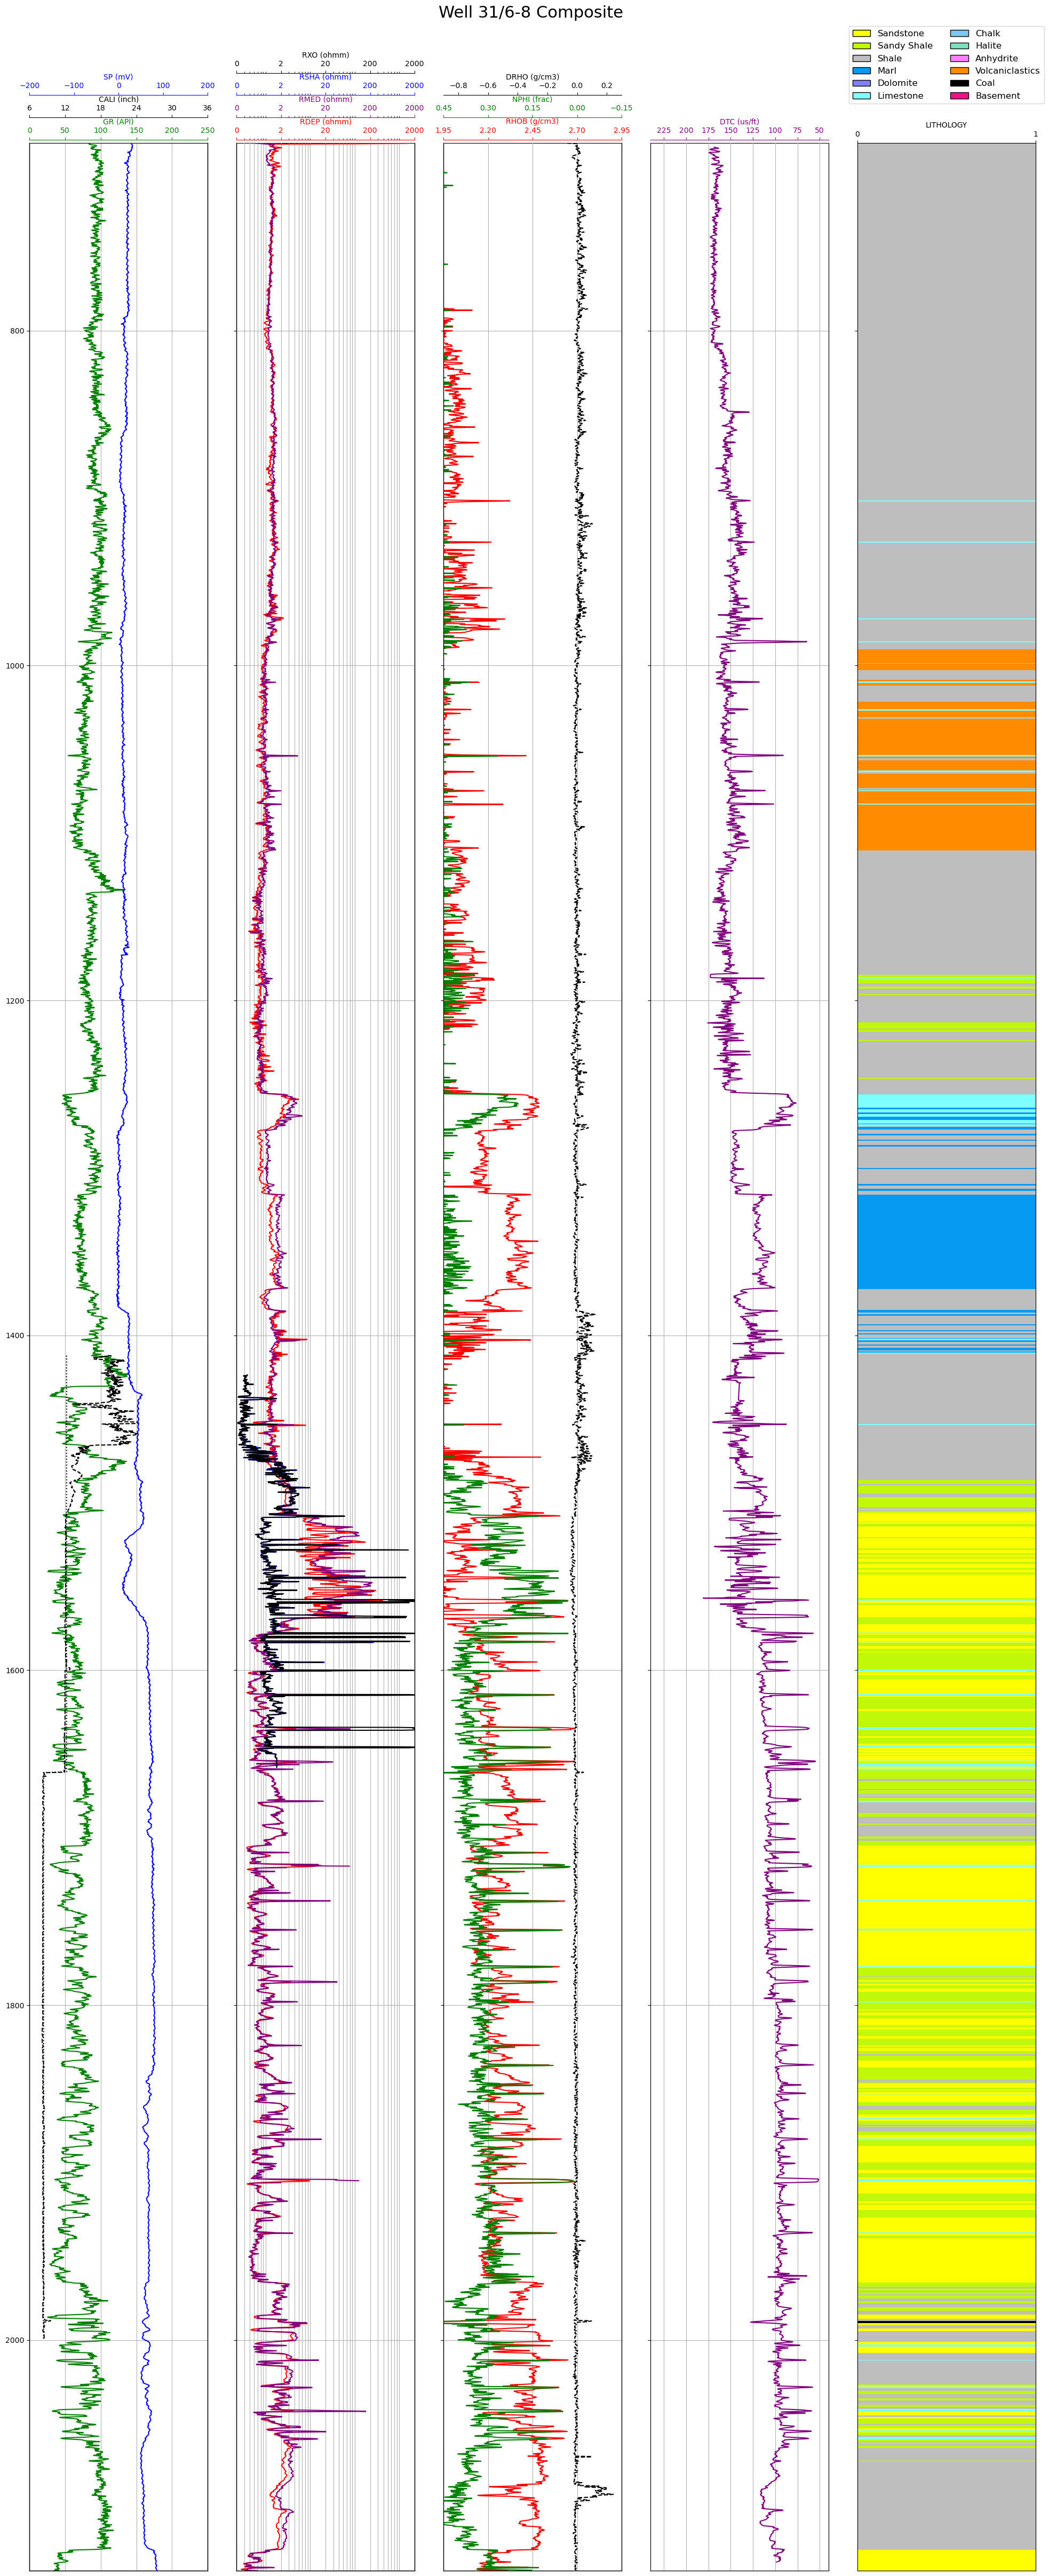 Well 31/6-8 Composite
Sandstone Chalk
Sandy Shale Halite
Shale Anhydrite
Marl Volcaniclastics
Dolomite Coal
Limestone Basement
RXO (ohmm)
0 2 20 200 2000
SP (mV) RSHA (ohmm) DRHO (g/cm3)
−200 −100 0 100 200 0 2 20 200 2000 −0.8 −0.6 −0.4 −0.2 0.0 0.2
CALI (inch) RMED (ohmm) NPHI (frac)
6 12 18 24 30 36 0 2 20 200 2000 0.45 0.30 0.15 0.00 −0.15
GR (API) RDEP (ohmm) RHOB (g/cm3) DTC (us/ft) LITHOLOGY
0 50 100 150 200 250 0 2 20 200 2000 1.95 2.20 2.45 2.70 2.95 225 200 175 150 125 100 75 50 0 1
800
1000
1200
1400
1600
1800
2000